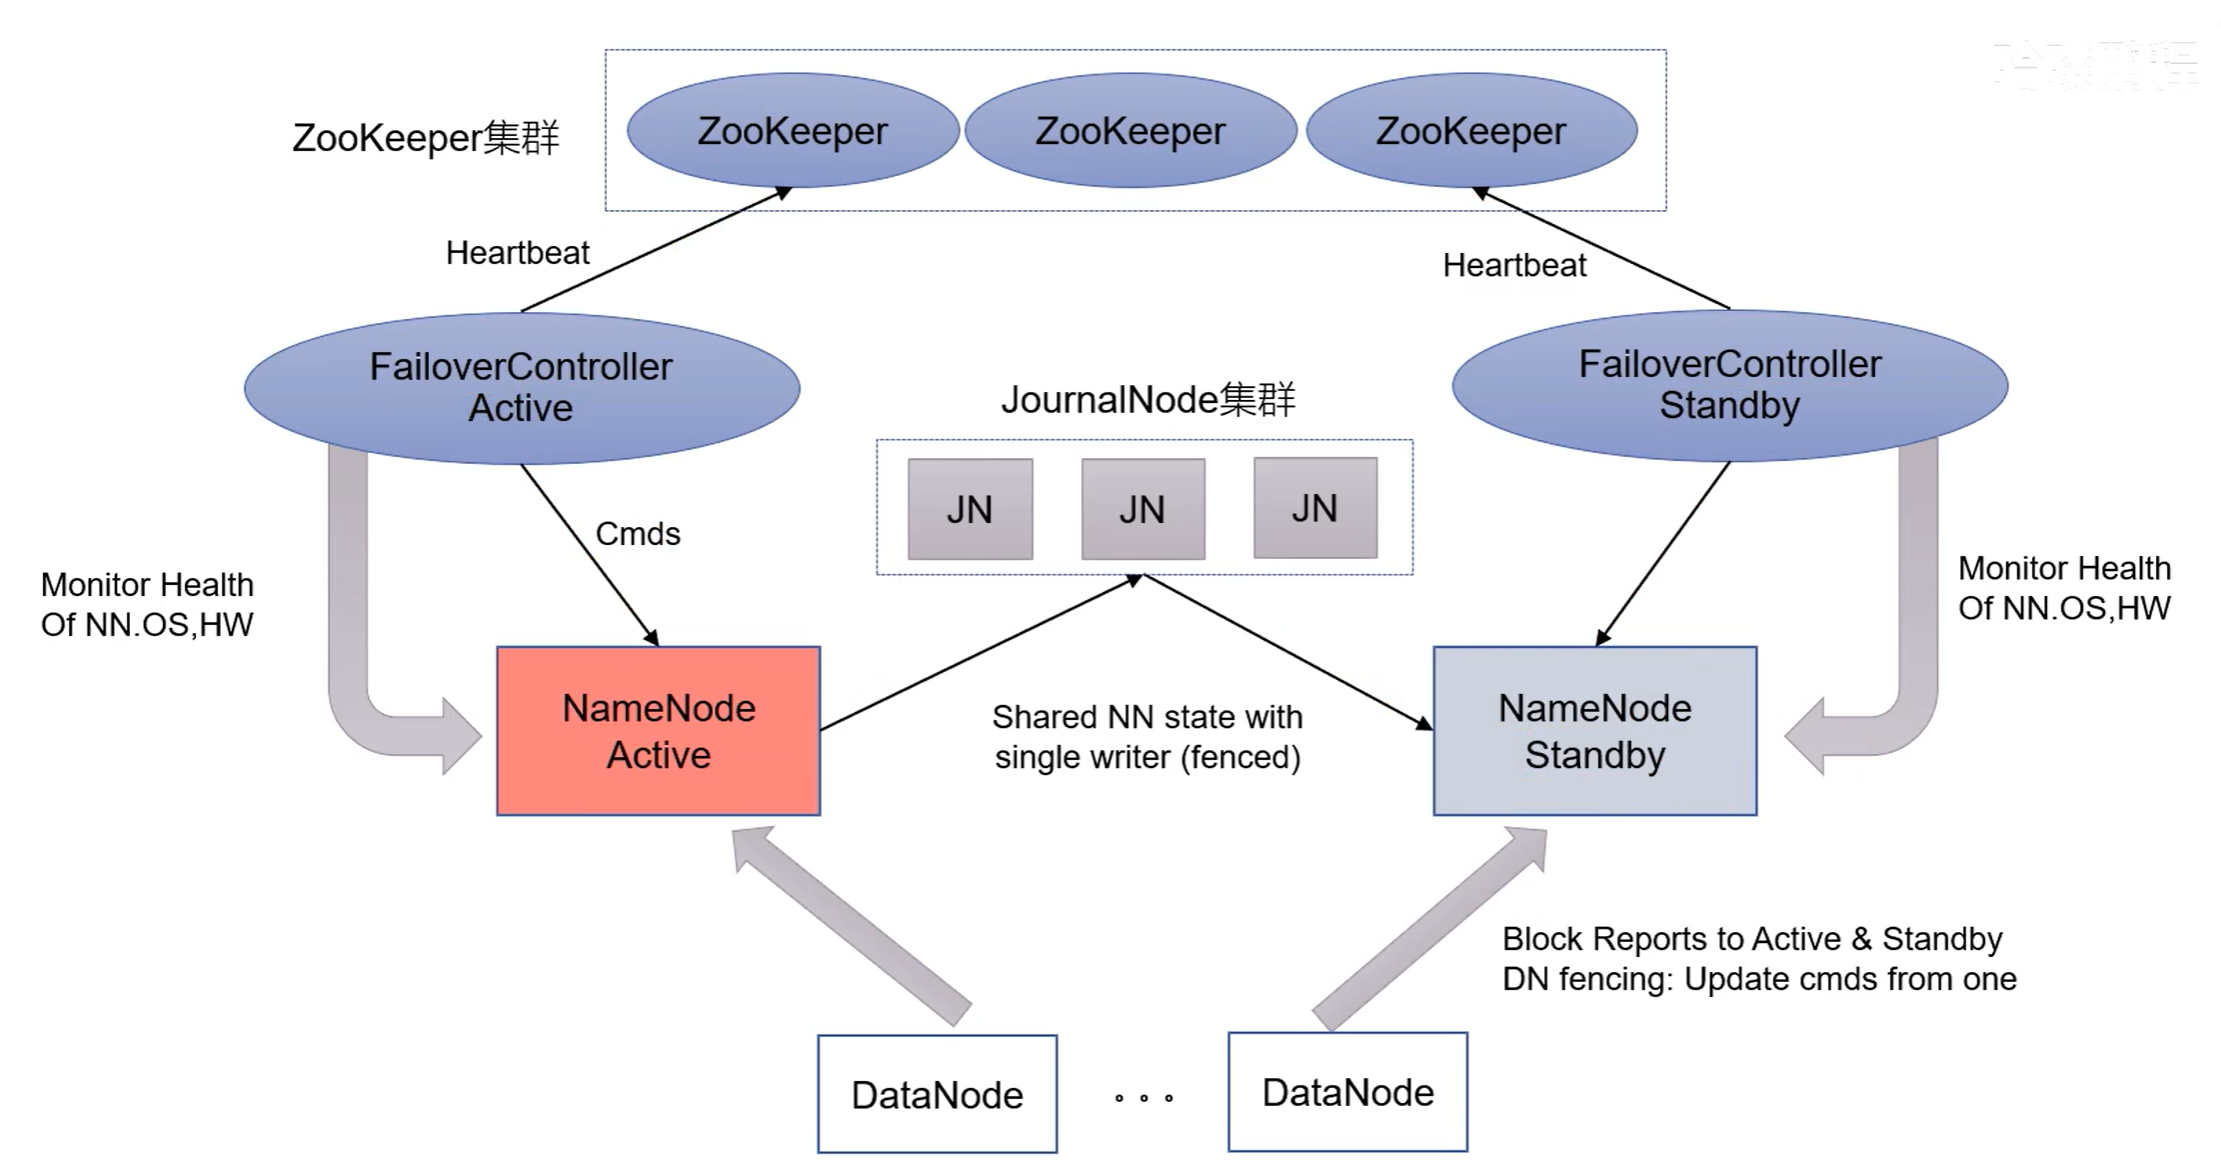 ZooKeeper集群
ZooKeeper
ZooKeeper
ZooKeeper
Heartbeat
Heartbeat
FailoverController
Active
FailoverController
Standby
JournalNode集群
JN
JN
JN
Cmds
Monitor Health
Of NN.OS,HW
Monitor Health
Of NN.OS,HW
NameNode
Active
Shared NN state with
single writer (fenced)
NameNode
Standby
Block Reports to Active & Standby
DN fencing: Update cmds from one
DataNode
。。。
DataNode